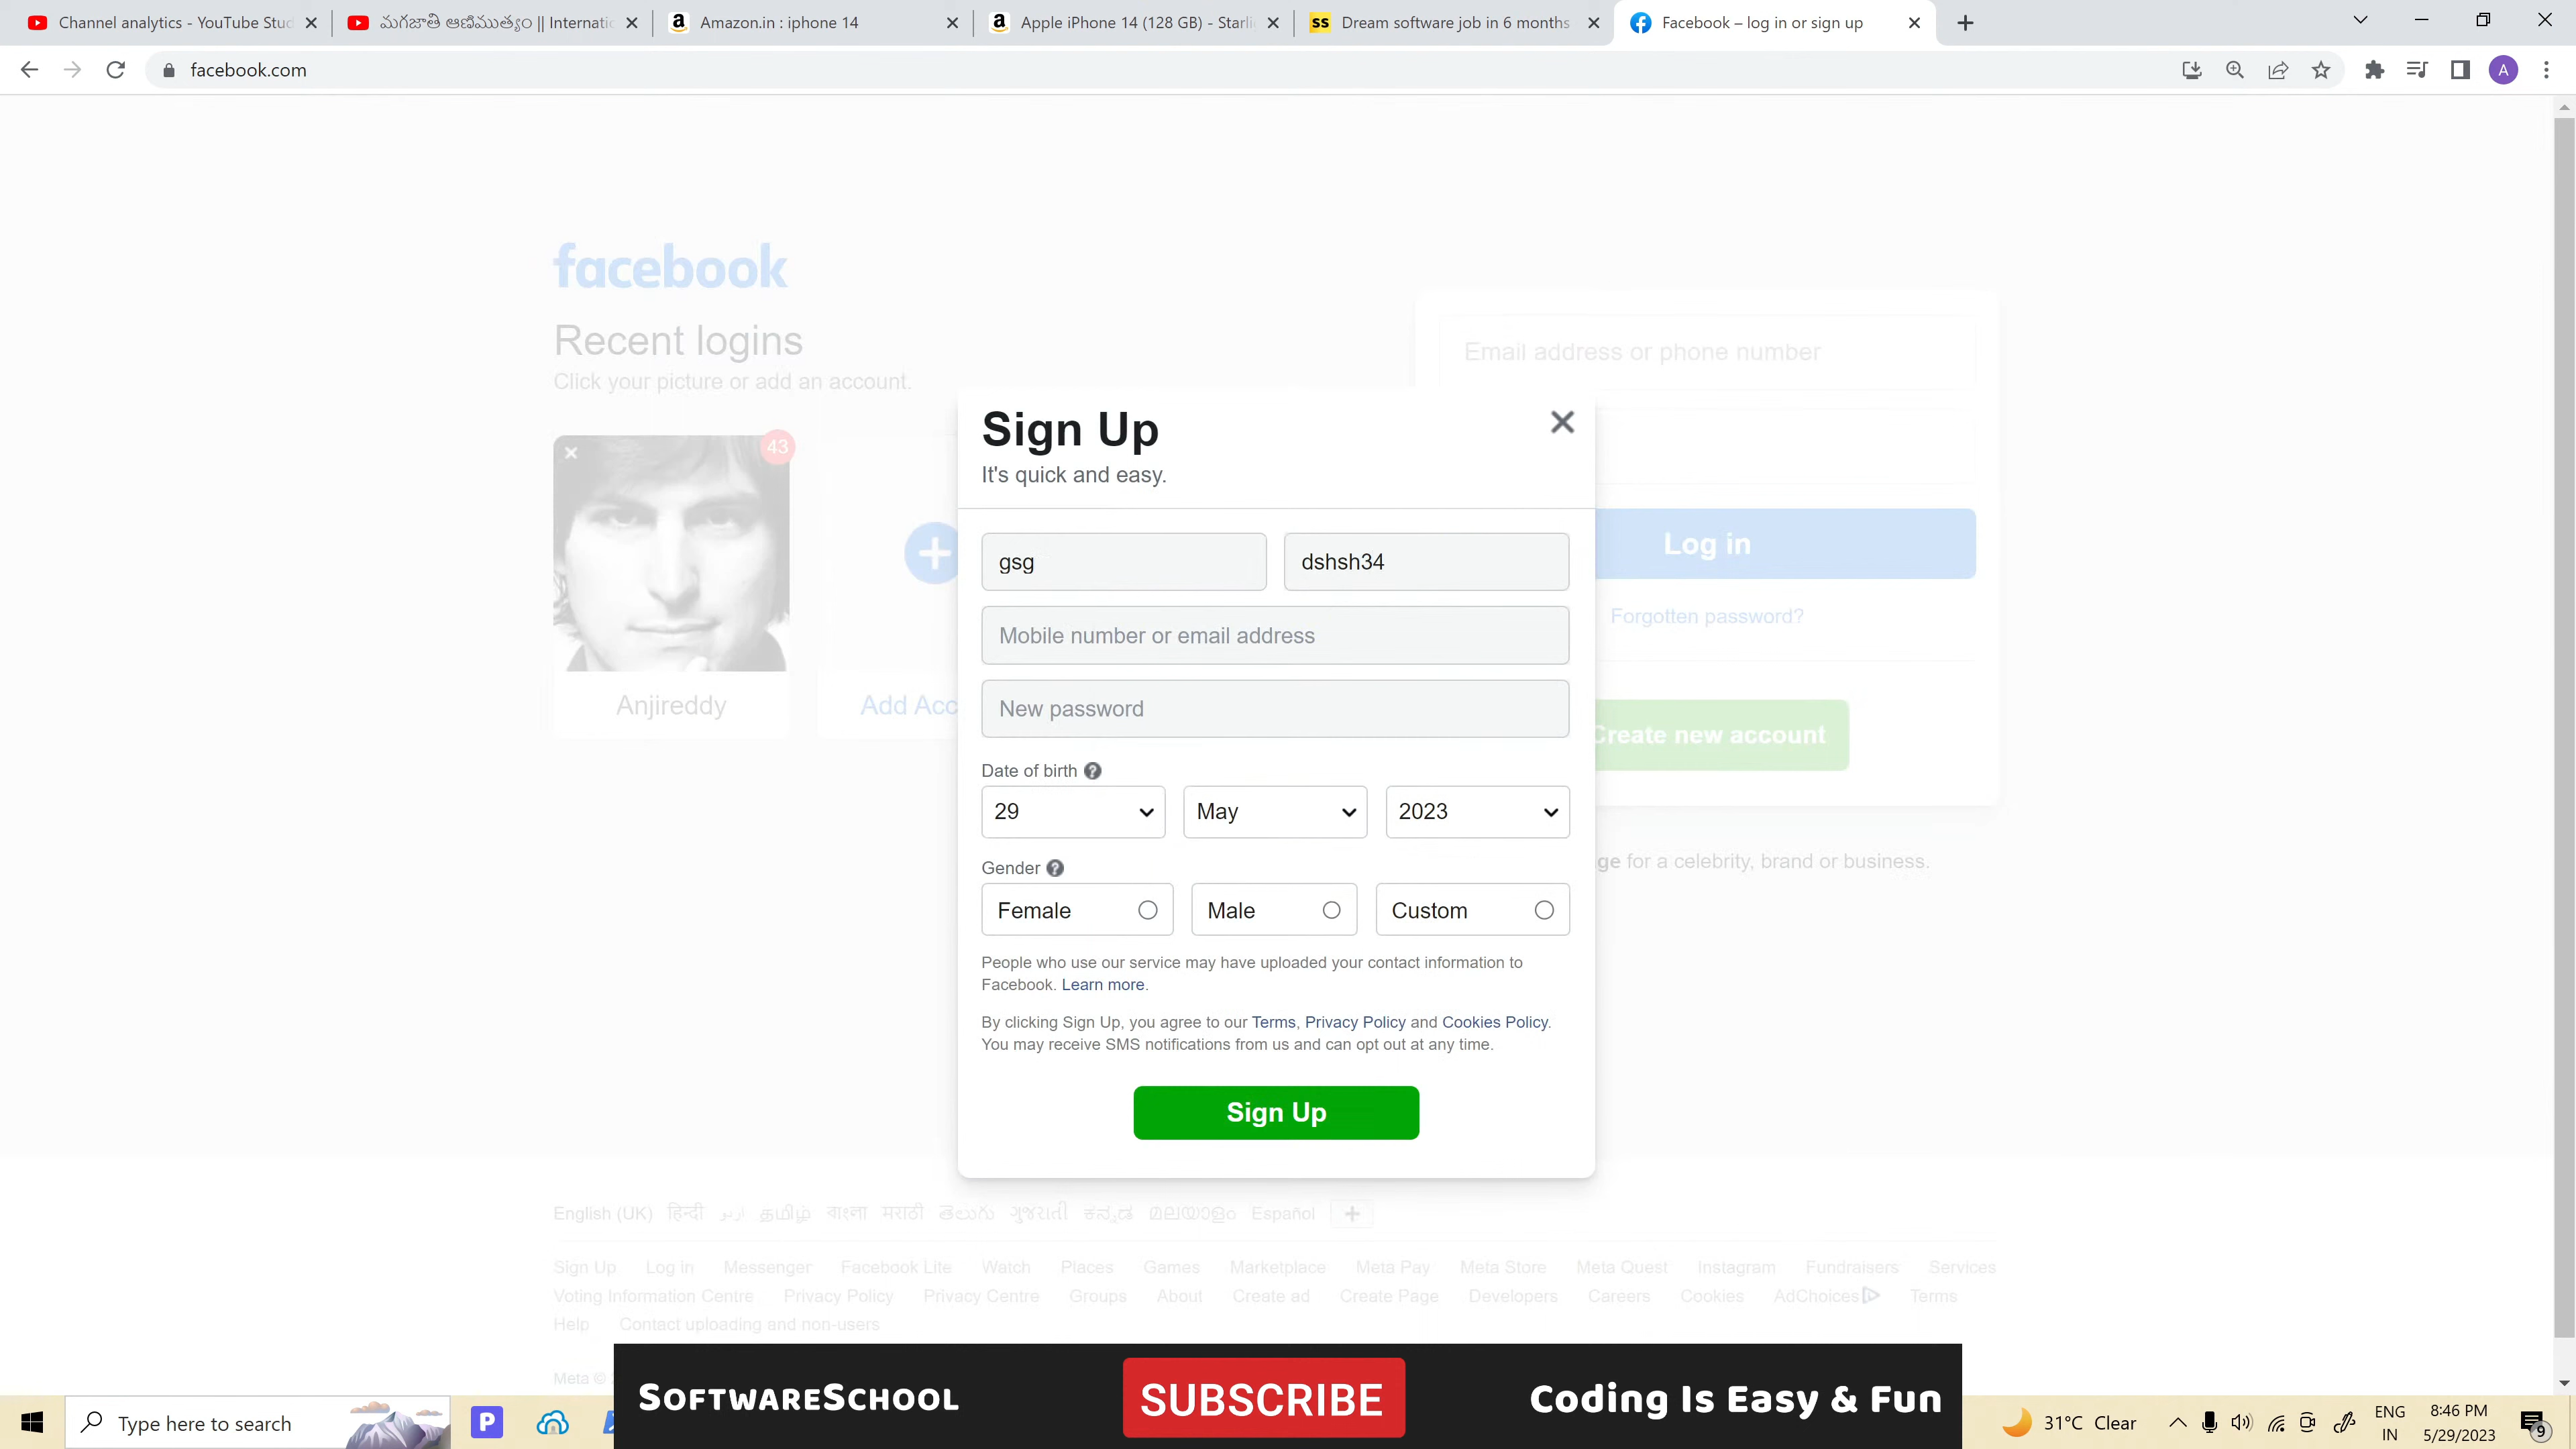 Channel analytics - YouTube Stud
మగజాతి ఆణిముత్యం || Internatio
Amazon.in : iphone 14
Apple iPhone 14 (128 GB) - Starli
ss Dream software job in 6 months
Facebook – log in or sign up
facebook.com
A
facebook
Recent logins
Click your picture or add an account.
43
Anjireddy
Add Acc
Email address or phone number
Log in
Forgotten password?
Create new account
ge for a celebrity, brand or business.
Sign Up
It's quick and easy.
gsg
dshsh34
Mobile number or email address
New password
Date of birth ?
29
May
2023
Gender ?
Female
Male
Custom
People who use our service may have uploaded your contact information to
Facebook. Learn more.
By clicking Sign Up, you agree to our Terms, Privacy Policy and Cookies Policy.
You may receive SMS notifications from us and can opt out at any time.
Sign Up
English (UK) हिन्दी اردو தமிழ் বাংলা मराठी తెలుగు ગુજરાતી ಕನ್ನಡ മലയാളം Español +
Sign Up Log in Messenger Facebook Lite Watch Places Games Marketplace Meta Pay Meta Store Meta Quest Instagram Fundraisers Services
Voting Information Centre Privacy Policy Privacy Centre Groups About Create ad Create Page Developers Careers Cookies AdChoices Terms
Help Contact uploading and non-users
Meta ©
SOFTWARESCHOOL
SUBSCRIBE
Coding Is Easy & Fun
Type here to search
P
31°C Clear
ENG
IN
8:46 PM
5/29/2023
9